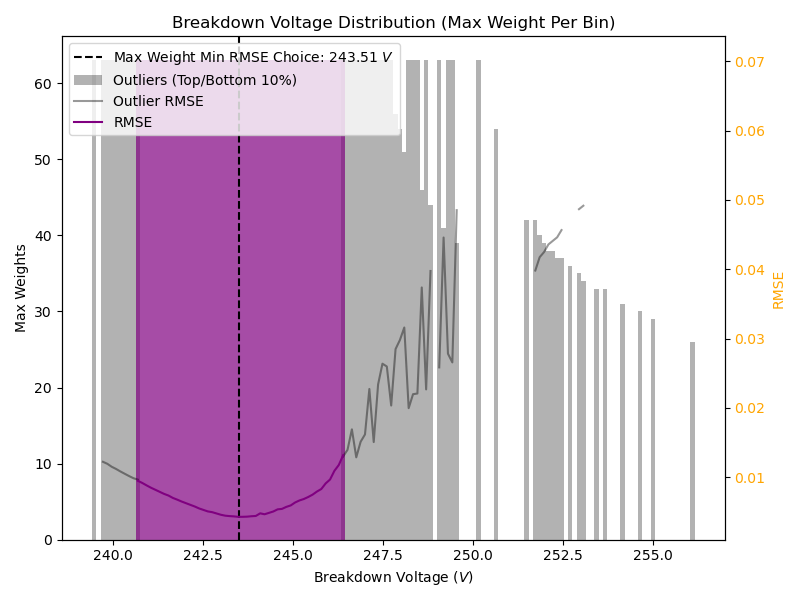 Breakdown Voltage Distribution (Max Weight Per Bin)
Max Weight Min RMSE Choice: 243.51 V
Outliers (Top/Bottom 10%)
Outlier RMSE
RMSE
Max Weights
60
50
40
30
20
10
0
0.07
0.06
0.05
0.04
0.03
0.02
0.01
RMSE
240.0 242.5 245.0 247.5 250.0 252.5 255.0
Breakdown Voltage (V)